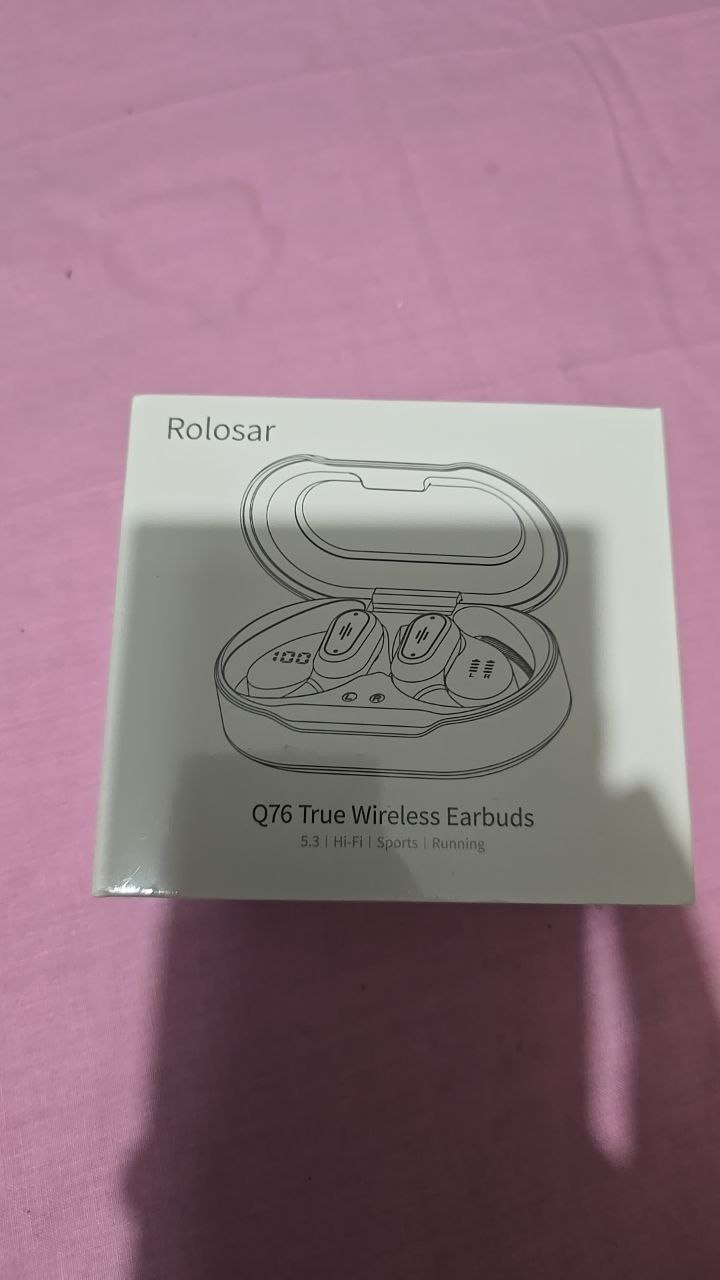 Rolosar
100
L R
L R
Q76 True Wireless Earbuds
5.3 | Hi-Fi | Sports | Running